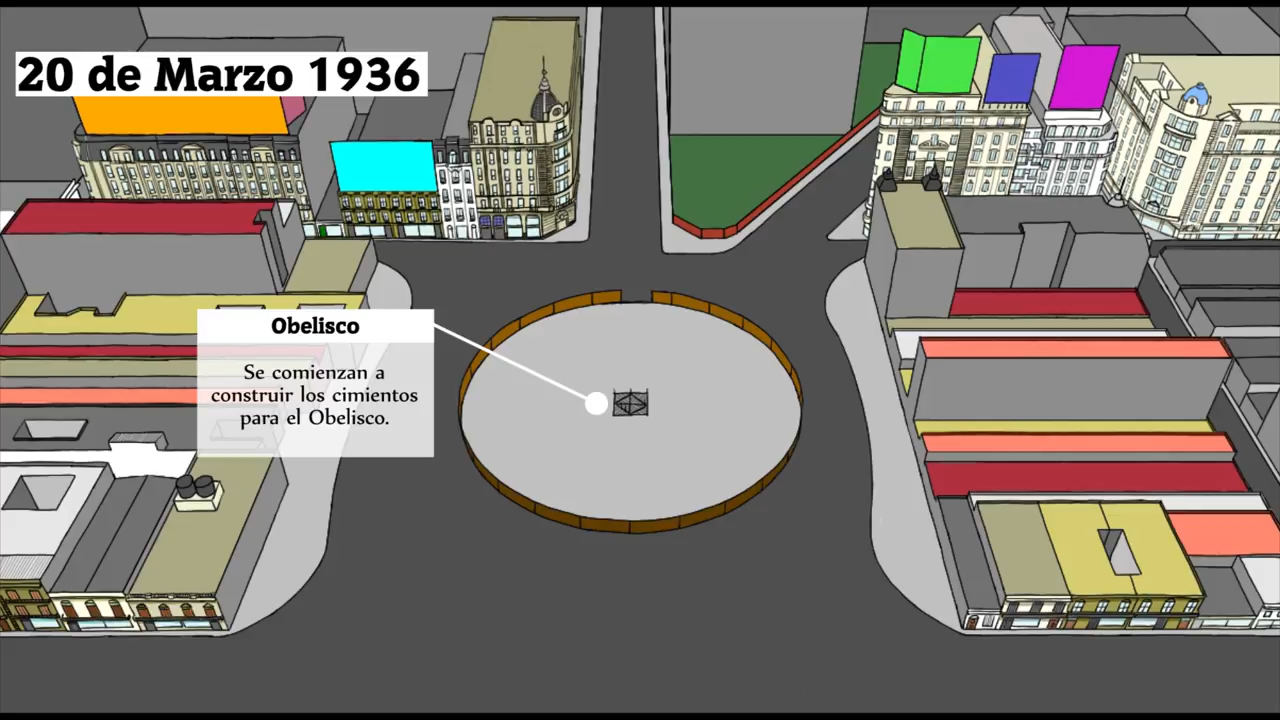 20 de Marzo 1936
Obelisco
Se comienzan a
construir los cimientos
para el Obelisco.